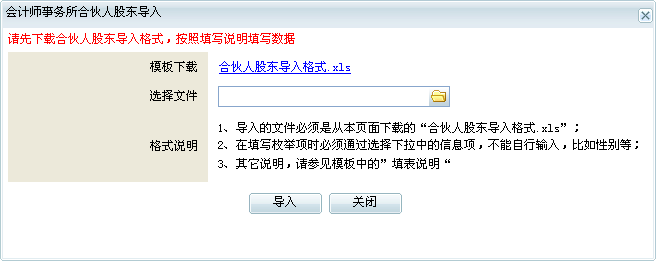 会计师事务所合伙人股东导入
请先下载合伙人股东导入格式，按照填写说明填写数据
模板下载 合伙人股东导入格式.xls
选择文件
格式说明
1、导入的文件必须是从本页面下载的“合伙人股东导入格式.xls”；
2、在填写枚举项时必须通过选择下拉中的信息项，不能自行输入，比如性别等；
3、其它说明，请参见模板中的”填表说明“
导入 关闭